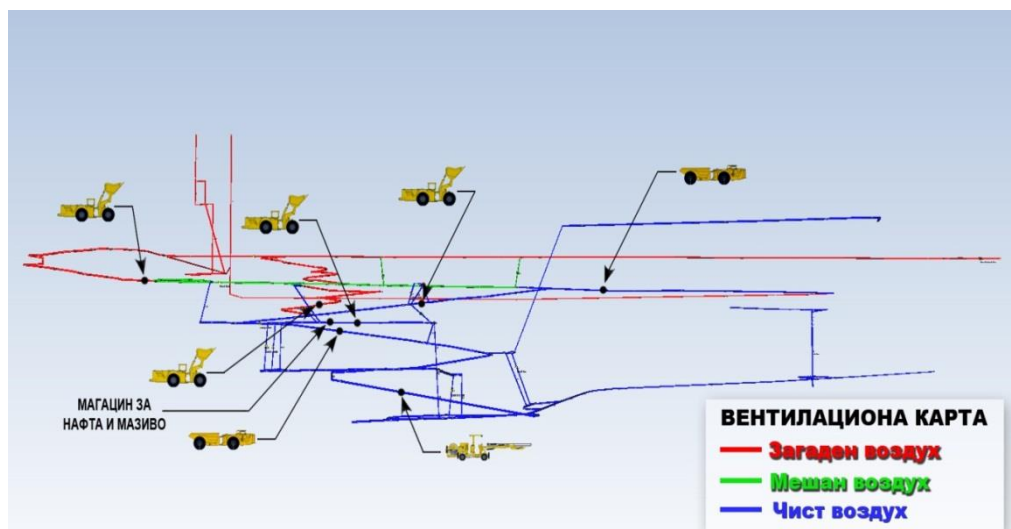 МАГАЦИН ЗА
НАФТА И МАЗИВО
ВЕНТИЛАЦИОНА КАРТА
Загаден воздух
Мешан воздух
Чист воздух